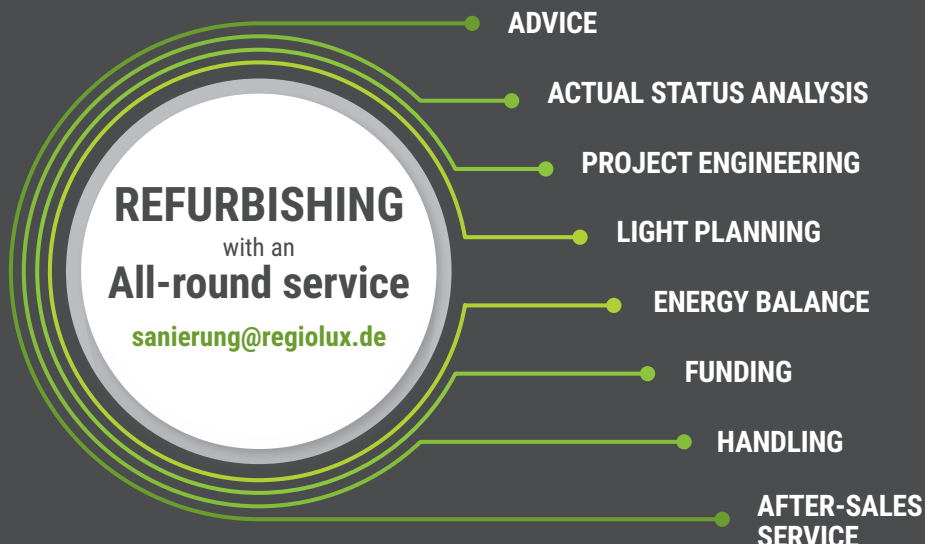 REFURBISHING
with an
All-round service
sanierung@regiolux.de
ADVICE
ACTUAL STATUS ANALYSIS
PROJECT ENGINEERING
LIGHT PLANNING
ENERGY BALANCE
FUNDING
HANDLING
AFTER-SALES
SERVICE